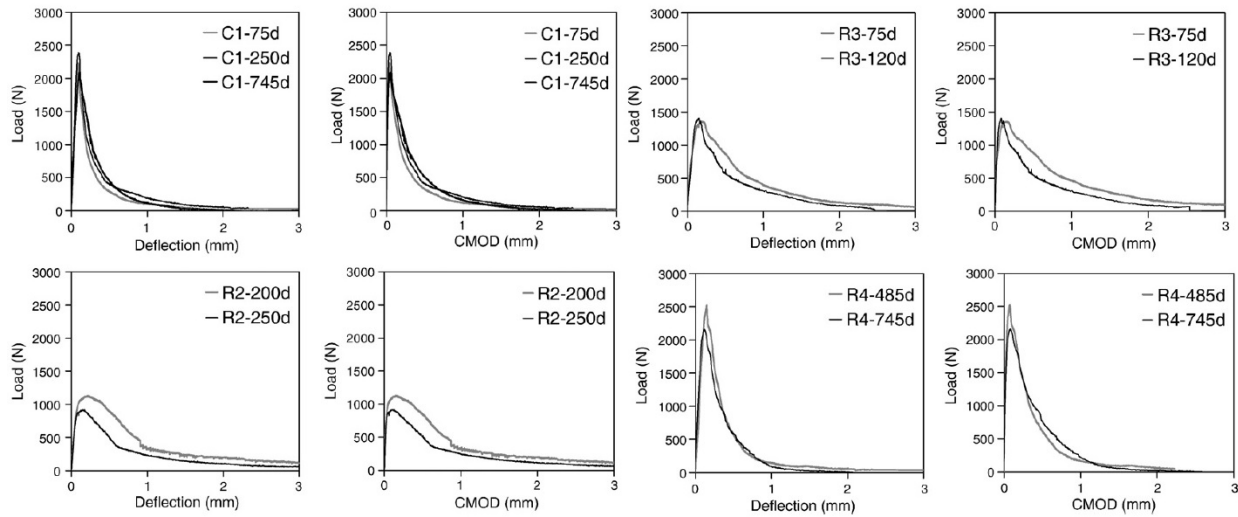 3000
2500
2000
1500
1000
500
0
Load (N)
C1-75d
C1-250d
C1-745d
0 1 2 3
Deflection (mm)
3000
2500
2000
1500
1000
500
0
Load (N)
C1-75d
C1-250d
C1-745d
0 1 2 3
CMOD (mm)
3000
2500
2000
1500
1000
500
0
Load (N)
R3-75d
R3-120d
0 1 2 3
Deflection (mm)
3000
2500
2000
1500
1000
500
0
Load (N)
R3-75d
R3-120d
0 1 2 3
CMOD (mm)
3000
2500
2000
1500
1000
500
0
Load (N)
R2-200d
R2-250d
0 1 2 3
Deflection (mm)
3000
2500
2000
1500
1000
500
0
Load (N)
R2-200d
R2-250d
0 1 2 3
CMOD (mm)
3000
2500
2000
1500
1000
500
0
Load (N)
R4-485d
R4-745d
0 1 2 3
Deflection (mm)
3000
2500
2000
1500
1000
500
0
Load (N)
R4-485d
R4-745d
0 1 2 3
CMOD (mm)